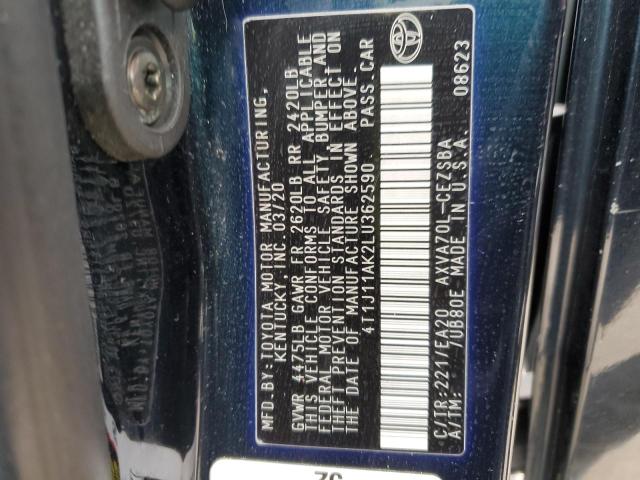 MFD.BY:TOYOTA MOTOR MANUFACTURING,
KENTUCKY, INC.03/20
GVWR 4475LB GAWR FR 2620LB RR 2420LB
THIS VEHICLE CONFORMS TO ALL APPLICABLE
FEDERAL MOTOR VEHICLE SAFETY, BUMPER AND
THEFT PREVENTION STANDARDS IN EFFECT ON
THE DATE OF MANUFACTURE SHOWN ABOVE.
4T1J11AK2LU362590 PASS.CAR
C/TR:221/EA20 AXVA70L-CEZSBA
A/TM: /UB80E MADE IN U.S.A.
08623